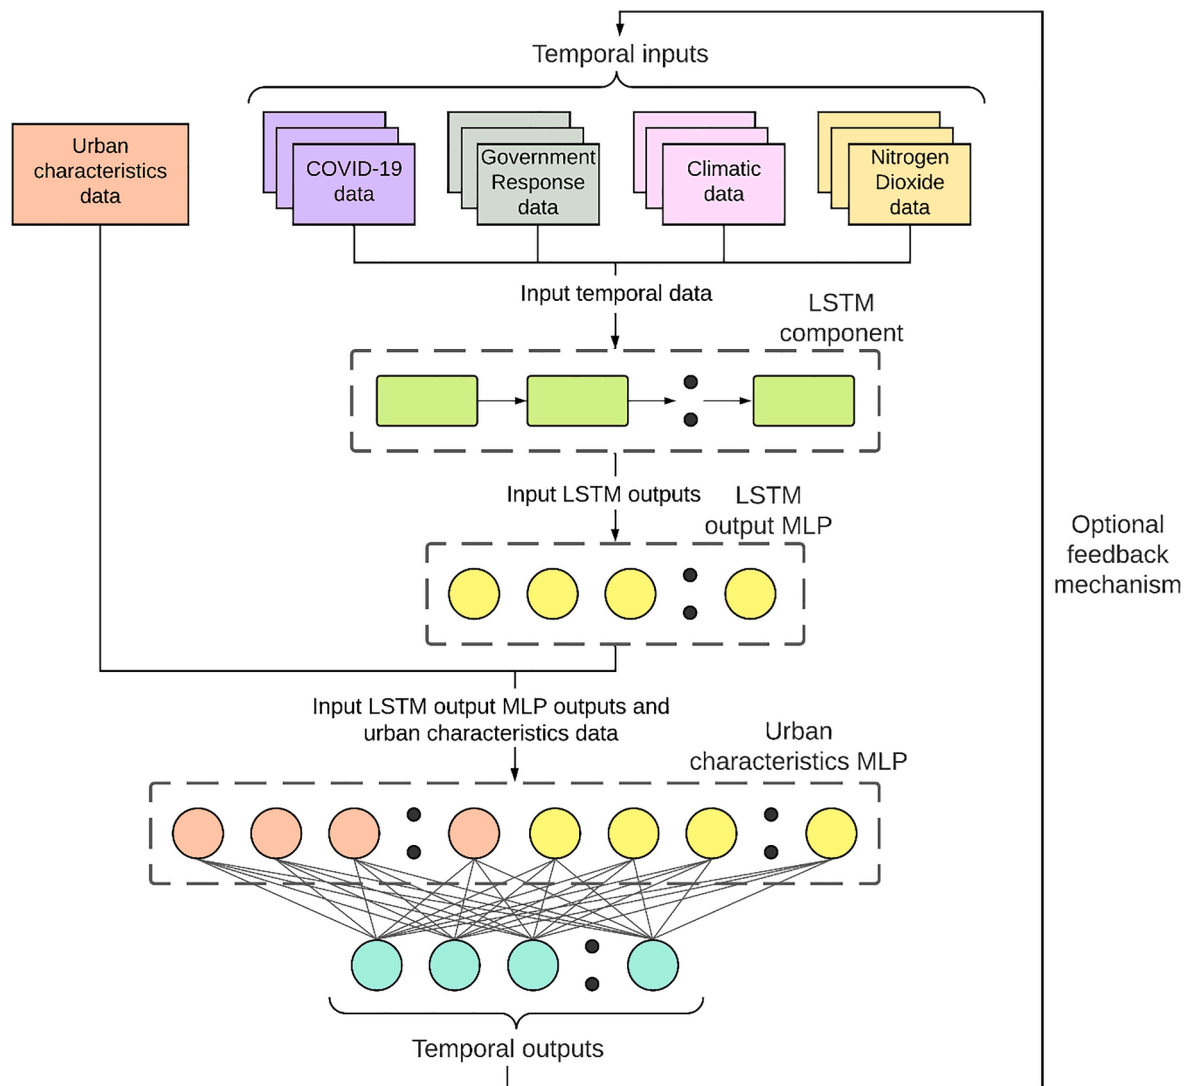 Temporal inputs
Urban
characteristics
data
COVID-19
data
Government
Response
data
Climatic
data
Nitrogen
Dioxide
data
Input temporal data
LSTM
component
Input LSTM outputs
LSTM
output MLP
Optional
feedback
mechanism
Input LSTM output MLP outputs and
urban characteristics data
Urban
characteristics MLP
Temporal outputs